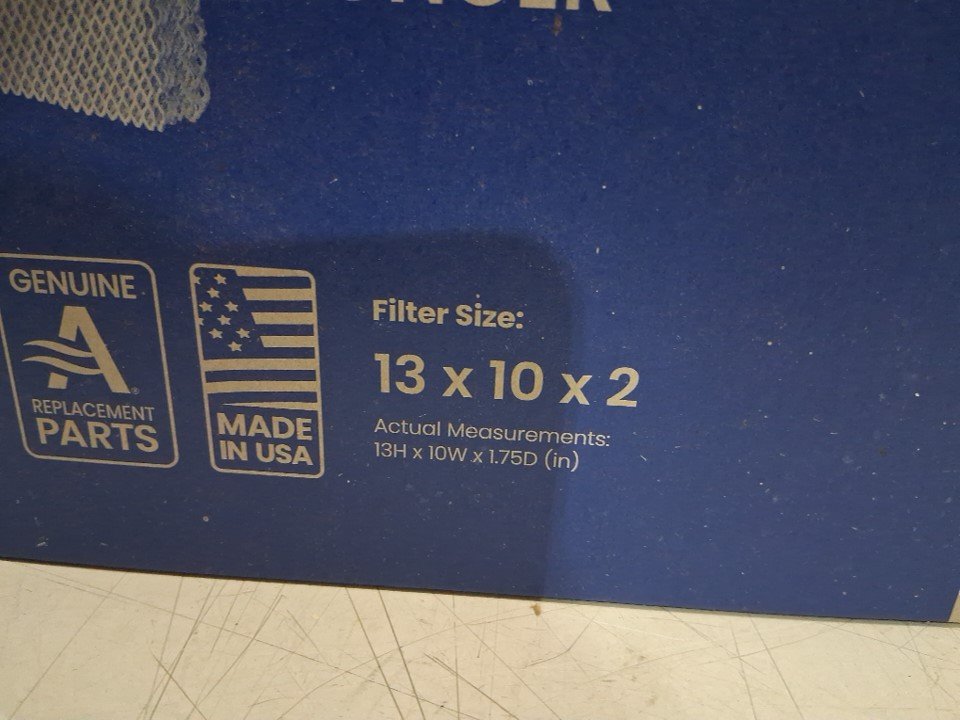 GENUINE
A®
REPLACEMENT
PARTS
MADE
IN USA
Filter Size:
13 x 10 x 2
Actual Measurements:
13H x 10W x 1.75D (in)